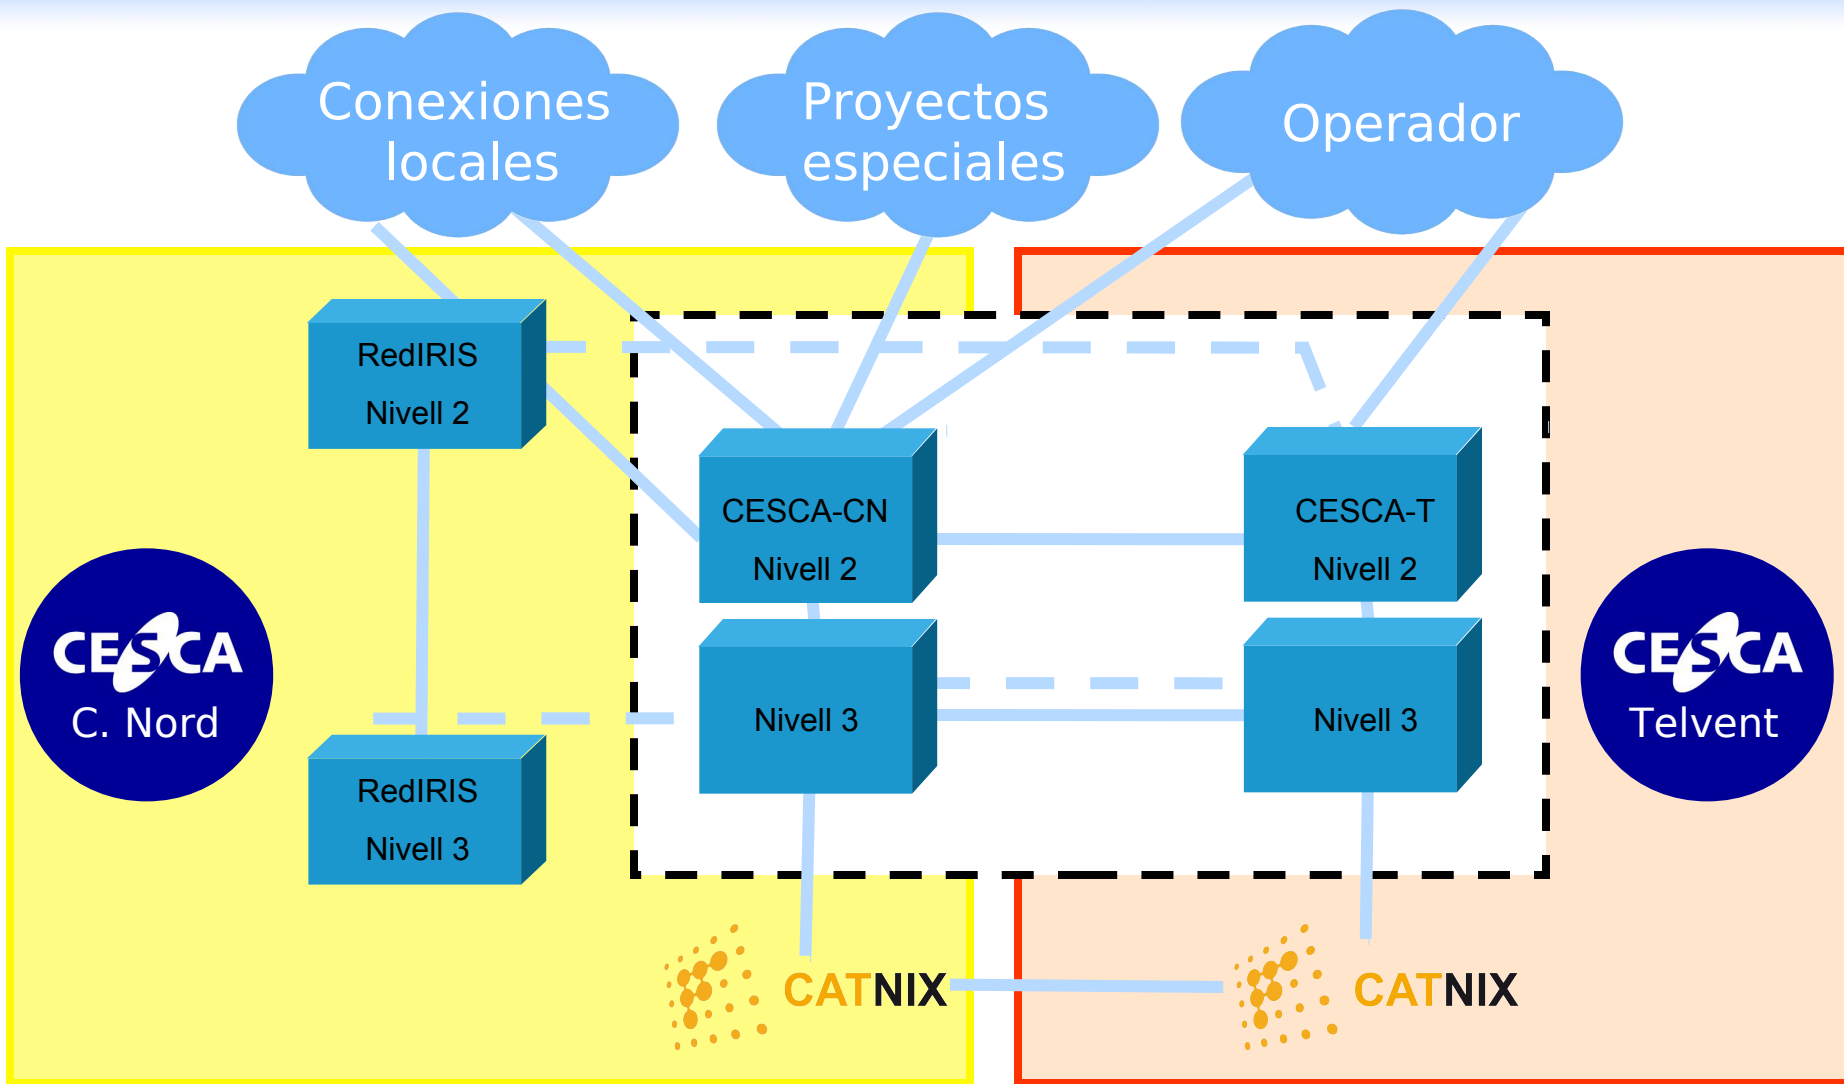 Conexiones
locales
Proyectos
especiales
Operador
RedIRIS
Nivell 2
CESCA-CN
Nivell 2
CESCA-T
Nivell 2
CESCA
C. Nord
Nivell 3
Nivell 3
CESCA
Telvent
RedIRIS
Nivell 3
CATNIX
CATNIX